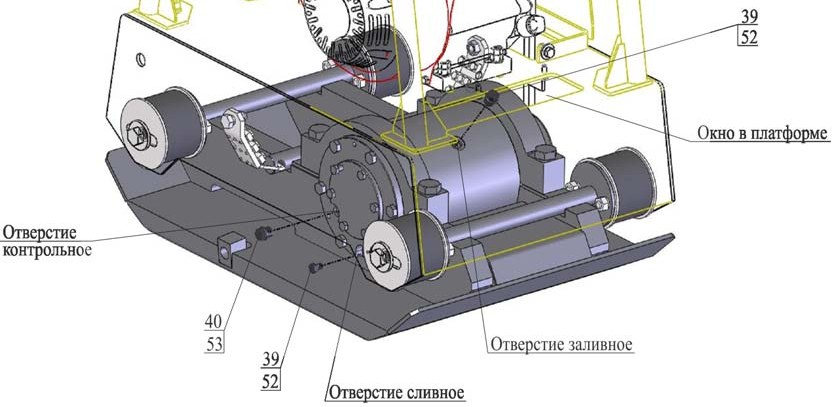 39
52
Окно в платформе
Отверстие
контрольное
40
53
39
52
Отверстие заливное
Отверстие сливное